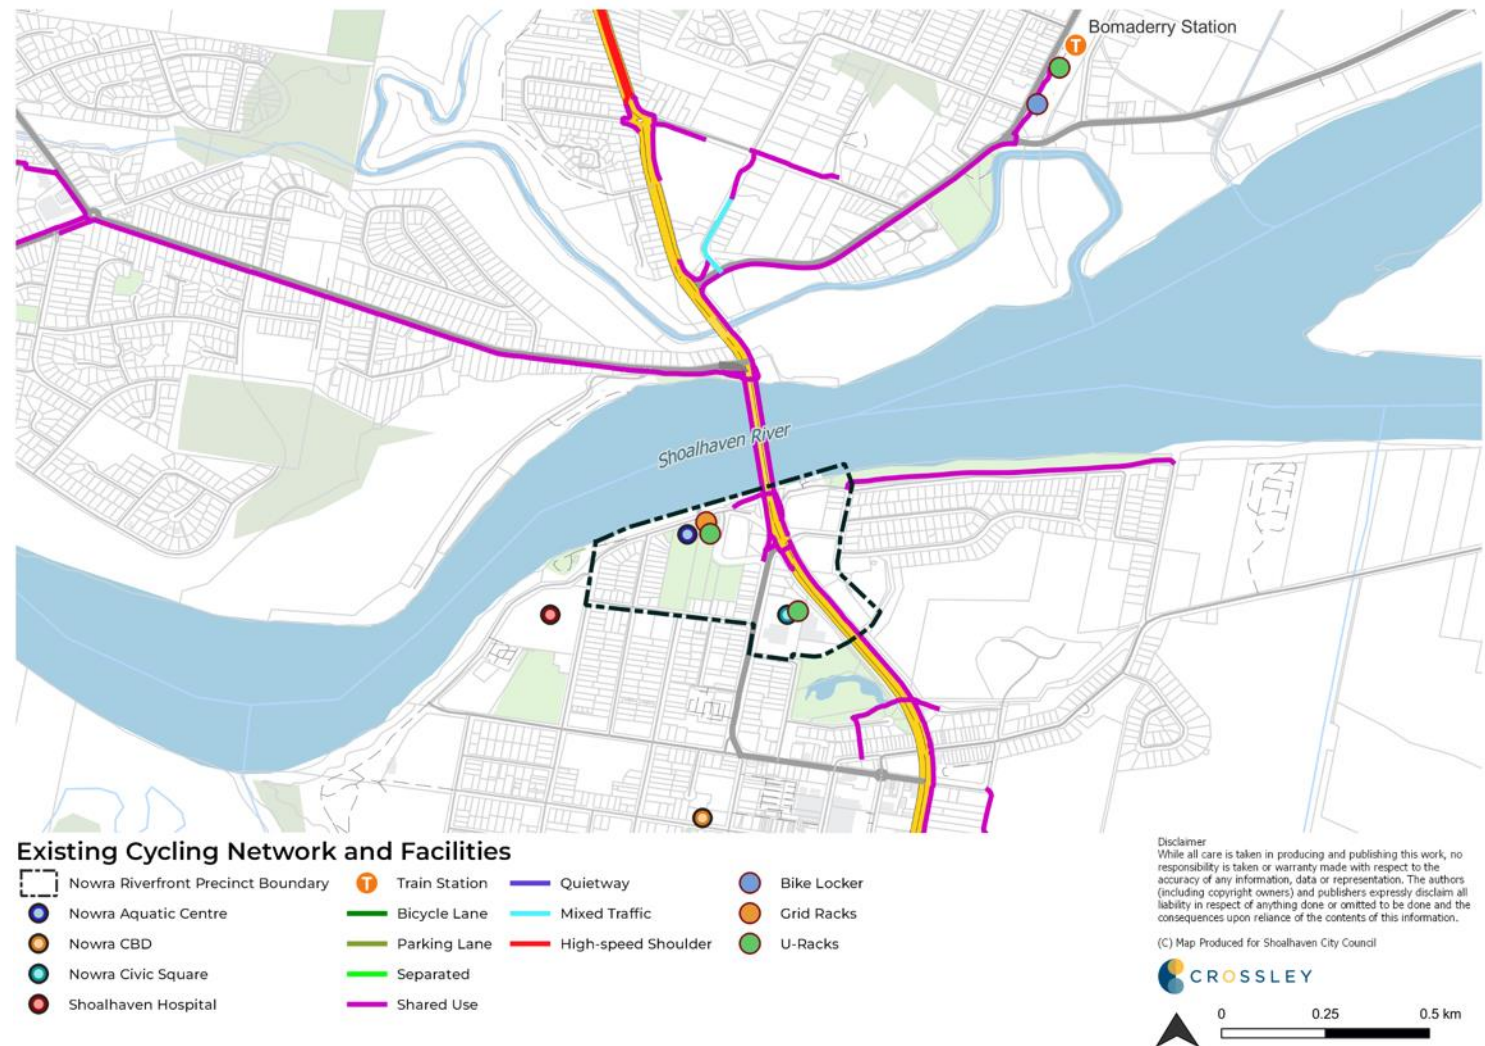 Bomaderry Station
T
Shoalhaven River
Existing Cycling Network and Facilities
Nowra Riverfront Precinct Boundary
Nowra Aquatic Centre
Nowra CBD
Nowra Civic Square
Shoalhaven Hospital
T Train Station
Bicycle Lane
Parking Lane
Separated
Shared Use
Quietway
Mixed Traffic
High-speed Shoulder
Bike Locker
Grid Racks
U-Racks
Disclaimer
While all care is taken in producing and publishing this work, no
responsibility is taken or warranty made with respect to the
accuracy of any information, data or representation. The authors
(including copyright owners) and publishers expressly disclaim all
liability in respect of anything done or omitted to be done and the
consequences upon reliance of the contents of this information.
(C) Map Produced for Shoalhaven City Council
CROSSLEY
0 0.25 0.5 km